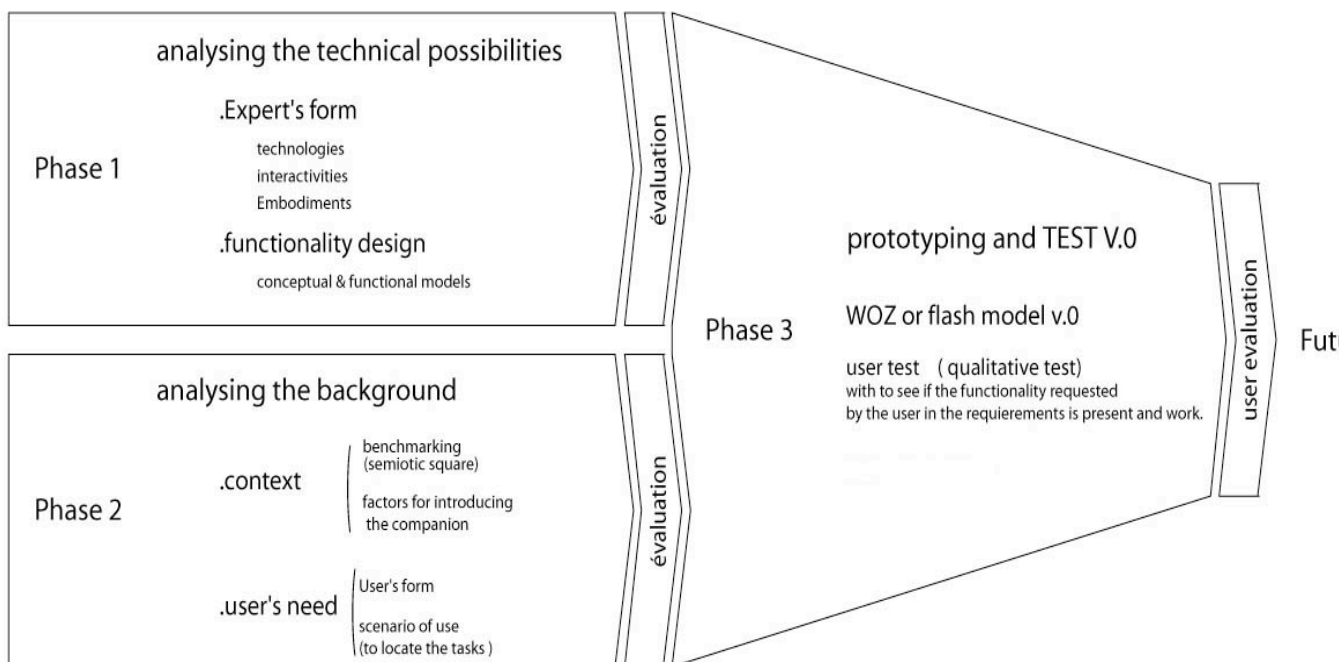 analysing the technical possibilities
Phase 1
.Expert's form
technologies
interactivities
Embodiments
.functionality design
conceptual & functional models
évaluation
analysing the background
Phase 2
.context
benchmarking
(semiotic square)
factors for introducing
the companion
.user's need
User's form
scenario of use
(to locate the tasks )
évaluation
Phase 3
prototyping and TEST V.0
WOZ or flash model v.0
user test ( qualitative test)
with to see if the functionality requested
by the user in the requierements is present and work.
user evaluation